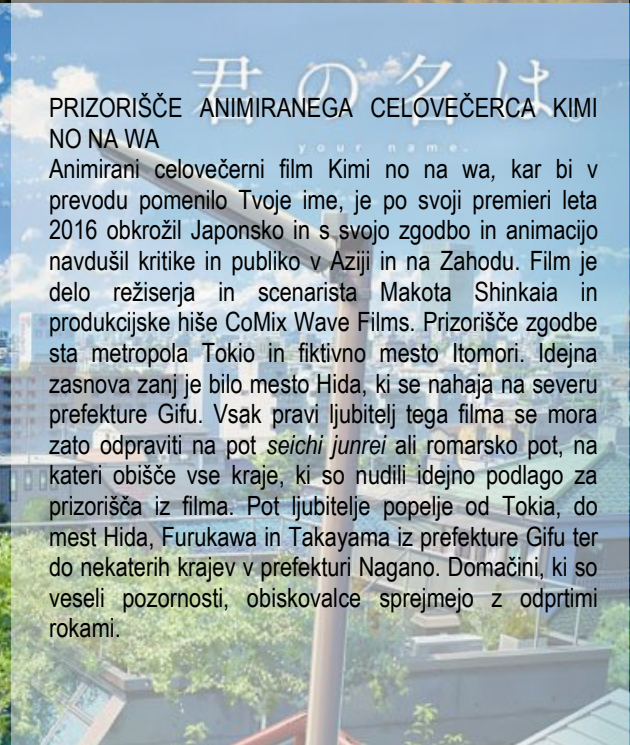 君の名は。
your name.
PRIZORIŠČE ANIMIRANEGA CELOVEČERCA KIMI
NO NA WA
Animirani celovečerni film Kimi no na wa, kar bi v
prevodu pomenilo Tvoje ime, je po svoji premieri leta
2016 obkrožil Japonsko in s svojo zgodbo in animacijo
navdušil kritike in publiko v Aziji in na Zahodu. Film je
delo režiserja in scenarista Makota Shinkaia in
produkcijske hiše CoMix Wave Films. Prizorišče zgodbe
sta metropola Tokio in fiktivno mesto Itomori. Idejna
zasnova zanj je bilo mesto Hida, ki se nahaja na severu
prefekture Gifu. Vsak pravi ljubitelj tega filma se mora
zato odpraviti na pot seichi junrei ali romarsko pot, na
kateri obišče vse kraje, ki so nudili idejno podlago za
prizorišča iz filma. Pot ljubitelje popelje od Tokia, do
mest Hida, Furukawa in Takayama iz prefekture Gifu ter
do nekaterih krajev v prefekturi Nagano. Domačini, ki so
veseli pozornosti, obiskovalce sprejmejo z odprtimi
rokami.